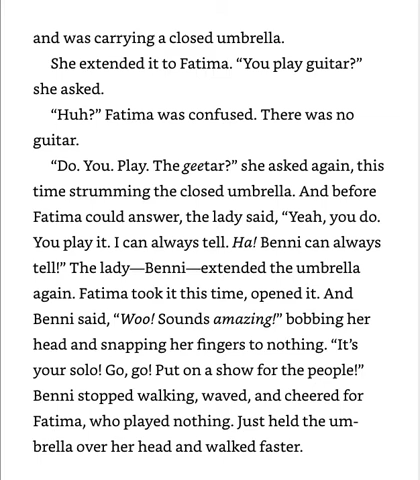 and was carrying a closed umbrella.
She extended it to Fatima. “You play guitar?”
she asked.
“Huh?” Fatima was confused. There was no
guitar.
“Do. You. Play. The geetar?” she asked again, this
time strumming the closed umbrella. And before
Fatima could answer, the lady said, “Yeah, you do.
You play it. I can always tell. Ha! Benni can always
tell!” The lady—Benni—extended the umbrella
again. Fatima took it this time, opened it. And
Benni said, “Woo! Sounds amazing!” bobbing her
head and snapping her fingers to nothing. “It’s
your solo! Go, go! Put on a show for the people!”
Benni stopped walking, waved, and cheered for
Fatima, who played nothing. Just held the um-
brella over her head and walked faster.